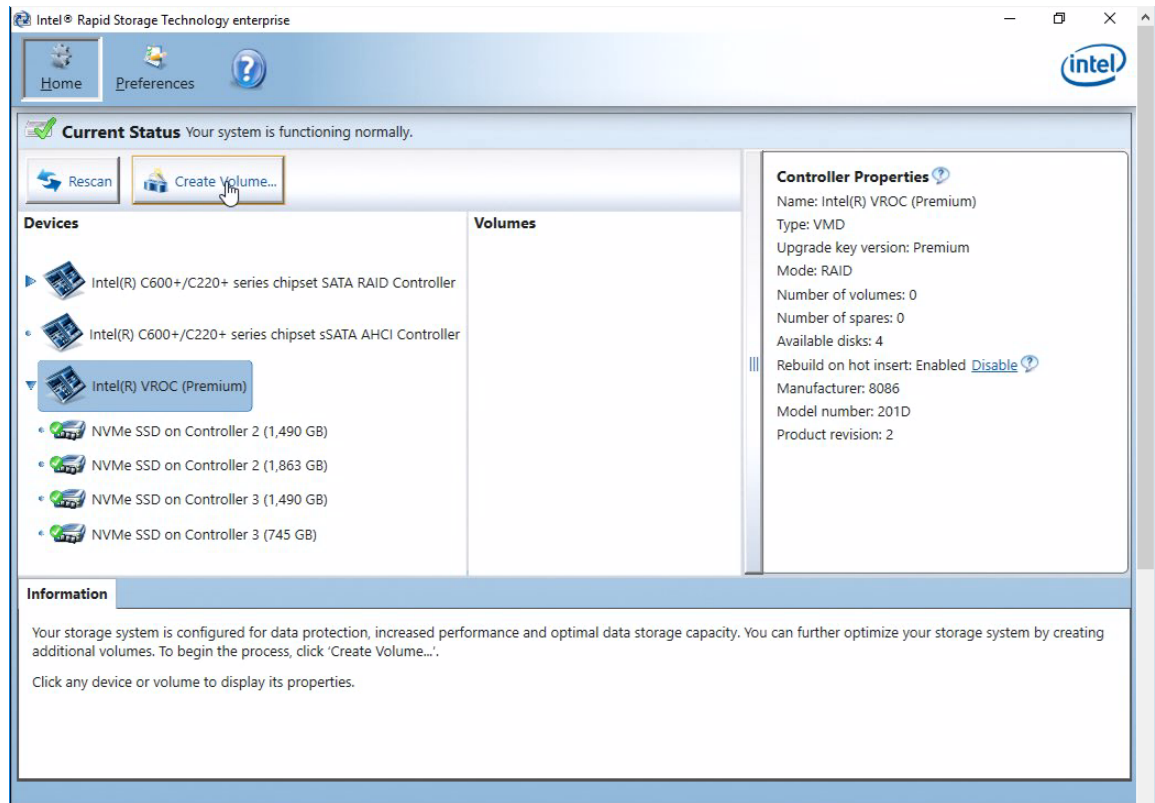 Intel® Rapid Storage Technology enterprise
Home
Preferences
intel
Current Status Your system is functioning normally.
Rescan
Create Volume...
Devices
Volumes
Intel(R) C600+/C220+ series chipset SATA RAID Controller
Intel(R) C600+/C220+ series chipset sSATA AHCI Controller
Intel(R) VROC (Premium)
NVMe SSD on Controller 2 (1,490 GB)
NVMe SSD on Controller 2 (1,863 GB)
NVMe SSD on Controller 3 (1,490 GB)
NVMe SSD on Controller 3 (745 GB)
Controller Properties
Name: Intel(R) VROC (Premium)
Type: VMD
Upgrade key version: Premium
Mode: RAID
Number of volumes: 0
Number of spares: 0
Available disks: 4
Rebuild on hot insert: Enabled Disable
Manufacturer: 8086
Model number: 201D
Product revision: 2
Information
Your storage system is configured for data protection, increased performance and optimal data storage capacity. You can further optimize your storage system by creating
additional volumes. To begin the process, click 'Create Volume...'.
Click any device or volume to display its properties.